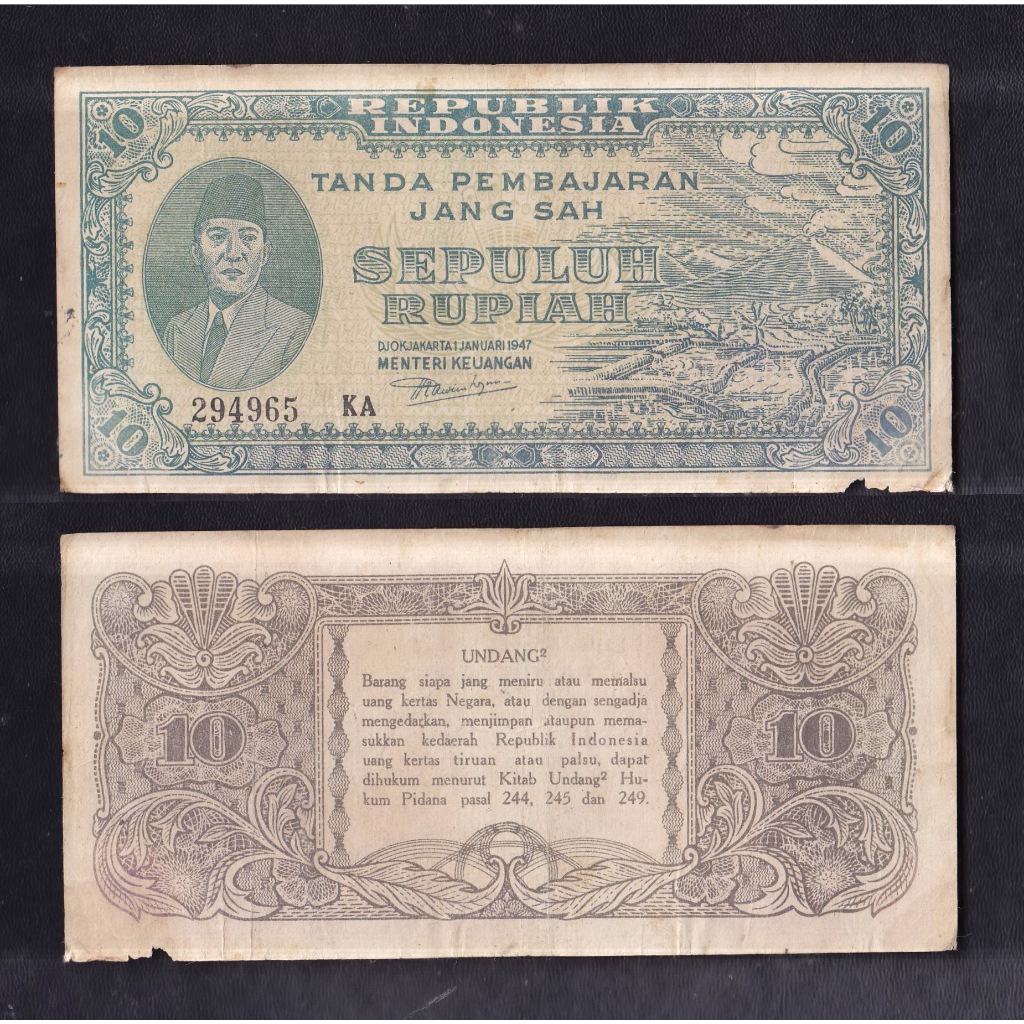 10
10
REPUBLIK
INDONESIA
TANDA PEMBAJARAN
JANG SAH
SEPULUH
RUPIAH
DJOKJAKARTA 1 JANUARI 1947
MENTERI KEUANGAN
294965 KA
10
10
UNDANG²
Barang siapa jang meniru atau memalsu
uang kertas Negara, atau dengan sengadja
mengedarkan, menjimpan ataupun mema-
sukkan kedaerah Republik Indonesia
uang kertas tiruan atau palsu, dapat
dihukum menurut Kitab Undang² Hu-
kum Pidana pasal 244, 245 dan 249.
10
10